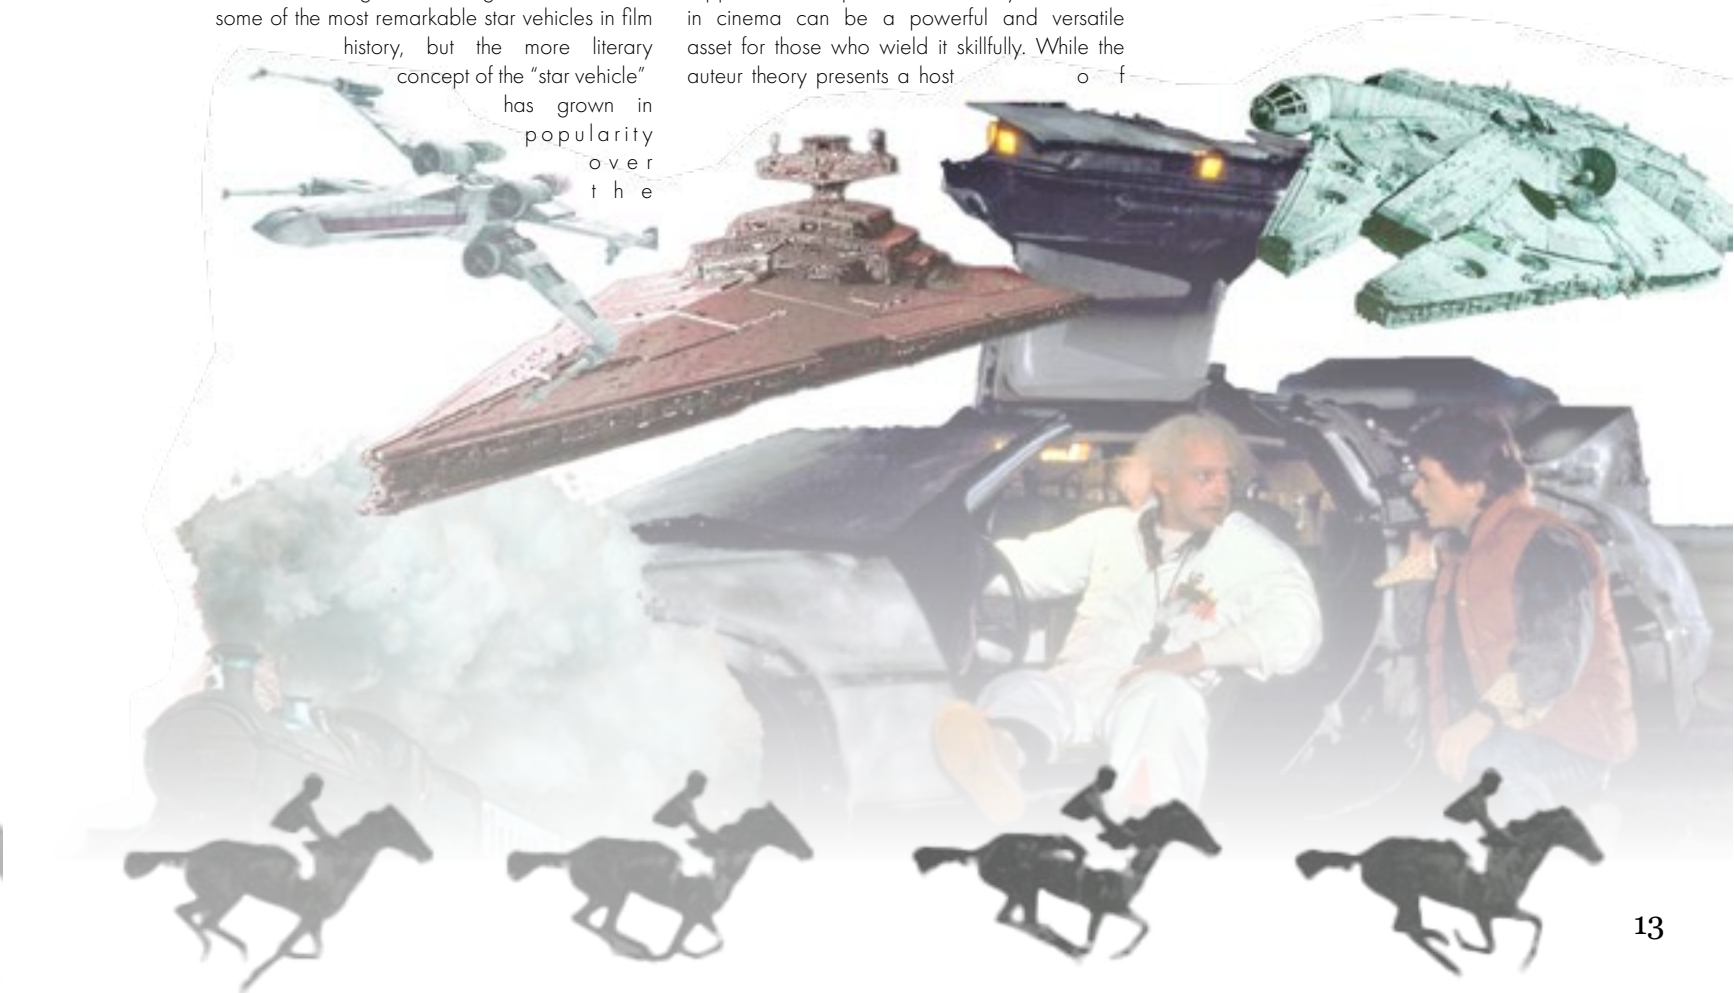 some of the most remarkable star vehicles in film
history, but the more literary
concept of the “star vehicle”
has grown in
popularity
over
the
in cinema can be a powerful and versatile
asset for those who wield it skillfully. While the
auteur theory presents a host of
13